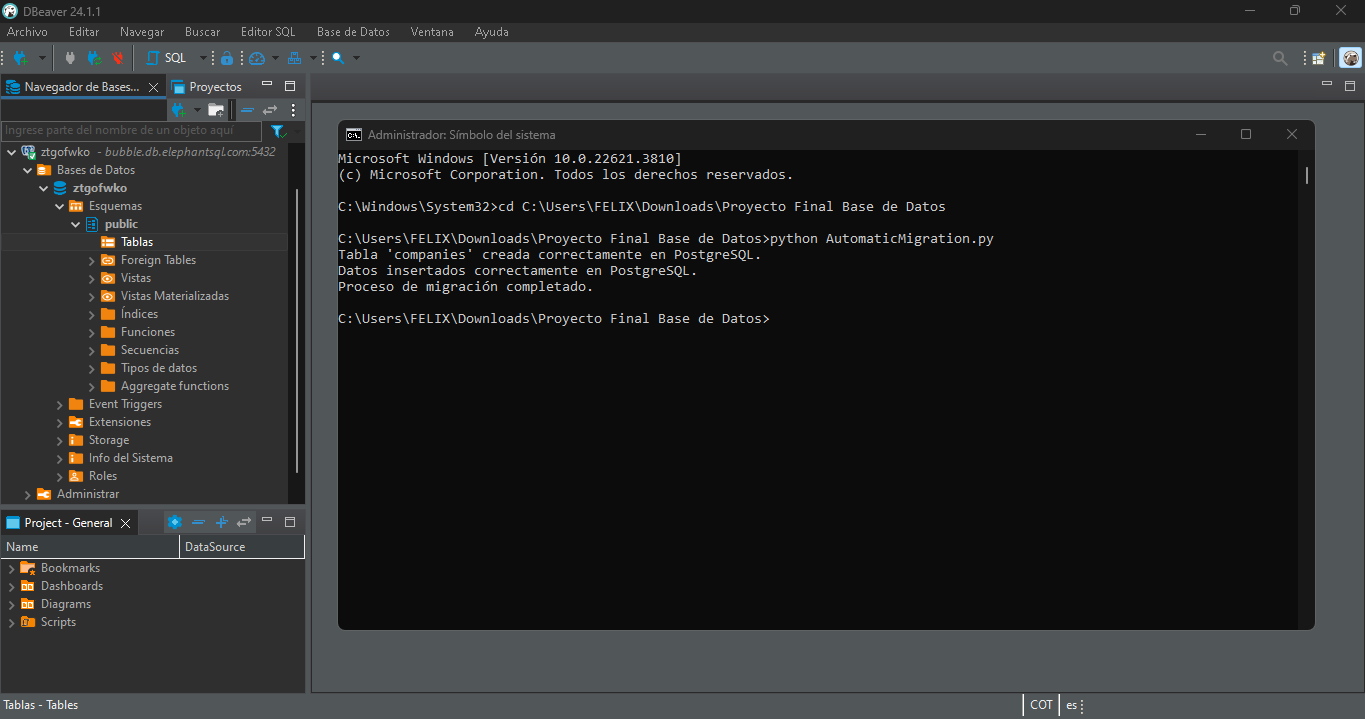 DBeaver 24.1.1
Archivo Editar Navegar Buscar Editor SQL Base de Datos Ventana Ayuda
SQL
Navegador de Bases... Proyectos
Ingrese parte del nombre de un objeto aquí
ztgofwko - bubble.db.elephantsql.com:5432
Bases de Datos
ztgofwko
Esquemas
public
Tablas
Foreign Tables
Vistas
Vistas Materializadas
Índices
Funciones
Secuencias
Tipos de datos
Aggregate functions
Event Triggers
Extensiones
Storage
Info del Sistema
Roles
Administrar
Project - General
Name DataSource
Bookmarks
Dashboards
Diagrams
Scripts
Administrador: Símbolo del sistema
Microsoft Windows [Versión 10.0.22621.3810]
(c) Microsoft Corporation. Todos los derechos reservados.
C:\Windows\System32>cd C:\Users\FELIX\Downloads\Proyecto Final Base de Datos
C:\Users\FELIX\Downloads\Proyecto Final Base de Datos>python AutomaticMigration.py
Tabla 'companies' creada correctamente en PostgreSQL.
Datos insertados correctamente en PostgreSQL.
Proceso de migración completado.
C:\Users\FELIX\Downloads\Proyecto Final Base de Datos>
Tablas - Tables
COT es